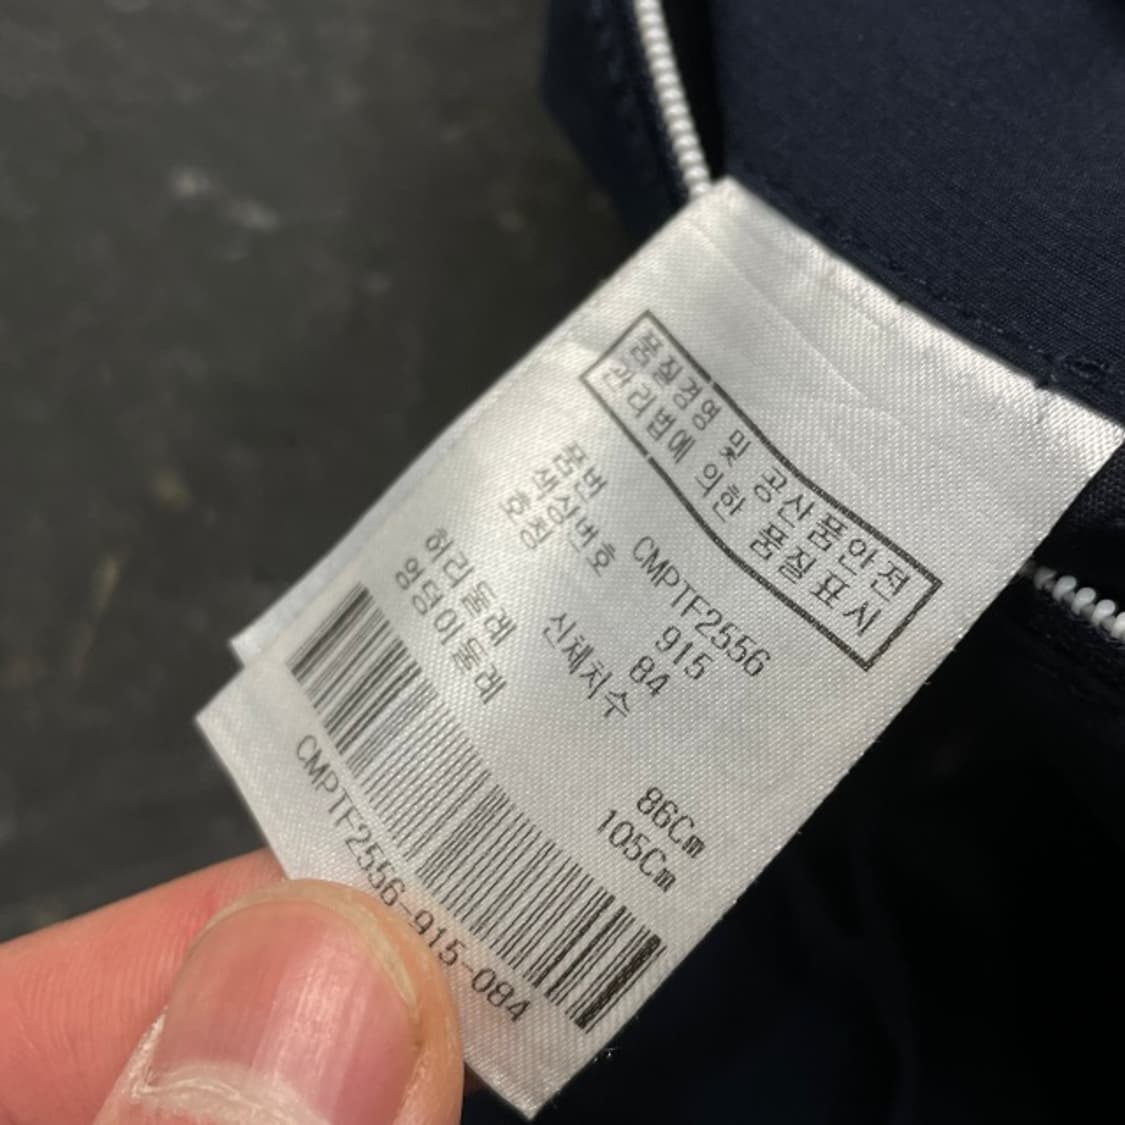 품질경영 및 공산품안전
관리법에 의한 품질표시
품번 CMPTF2556
색상번호 915
호칭 84
신체치수
허리둘레 86Cm
엉덩이둘레 105Cm
CMPTF2556-915-084